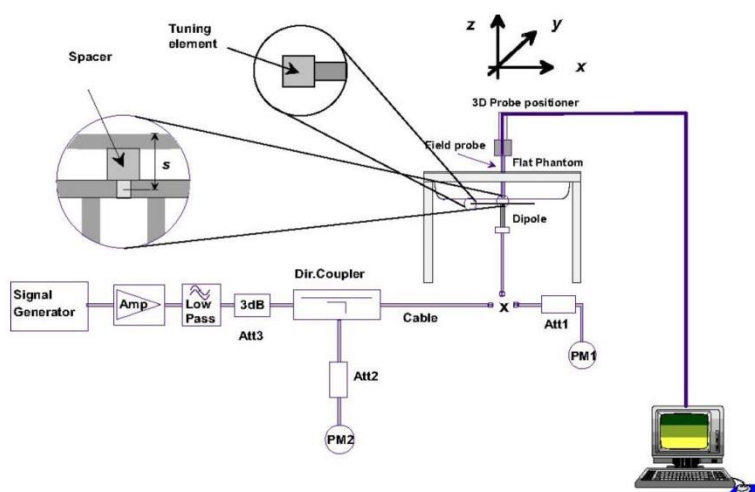 Tuning
element
Spacer
s
z
y
x
3D Probe positioner
Field probe
Flat Phantom
Dipole
Dir.Coupler
Signal
Generator
Amp
Low
Pass
3dB
Att3
Cable
X
Att1
PM1
Att2
PM2